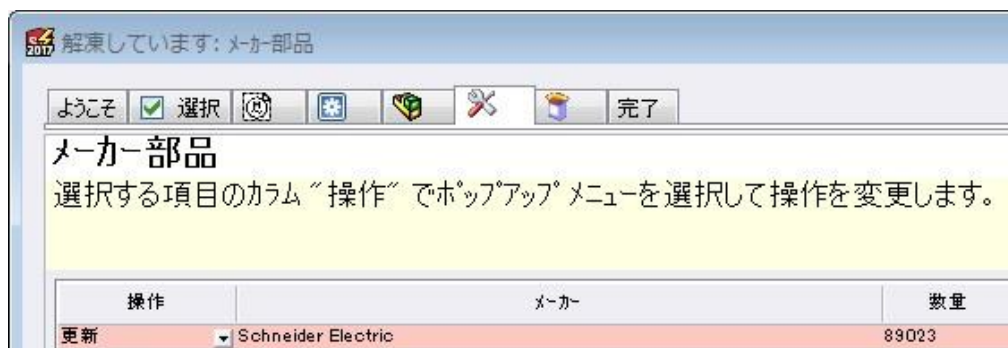 2017 解凍しています: メーカー部品
ようこそ 選択 完了
メーカー部品
選択する項目のカラム “操作” でポップアップメニューを選択して操作を変更します。
操作 メーカー 数量
更新 Schneider Electric 89023